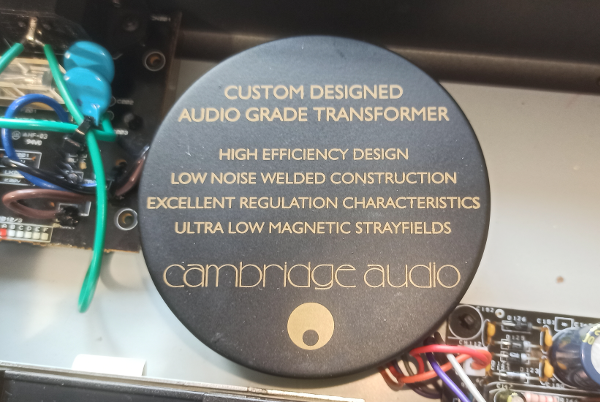 CUSTOM DESIGNED
AUDIO GRADE TRANSFORMER
HIGH EFFICIENCY DESIGN
LOW NOISE WELDED CONSTRUCTION
EXCELLENT REGULATION CHARACTERISTICS
ULTRA LOW MAGNETIC STRAYFIELDS
cambridge audio
94V0